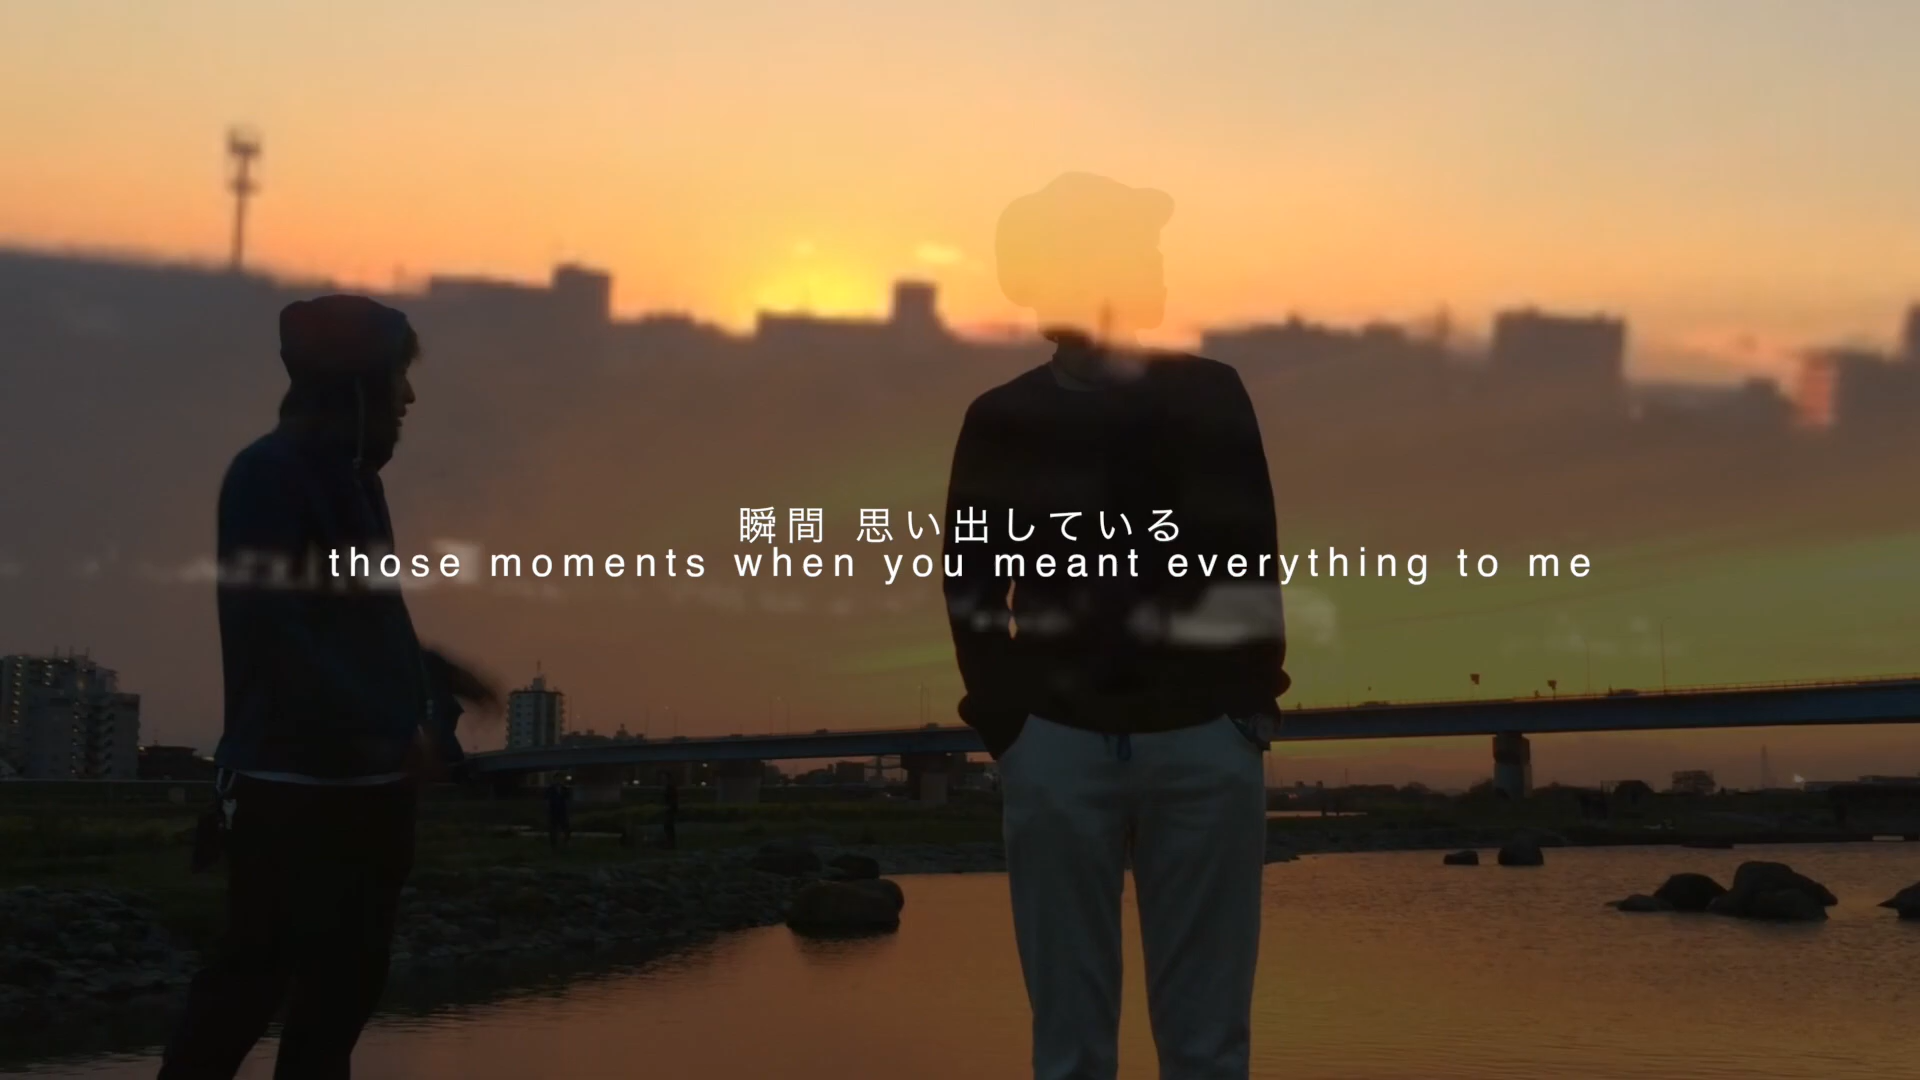 瞬間 思い出している
those moments when you meant everything to me